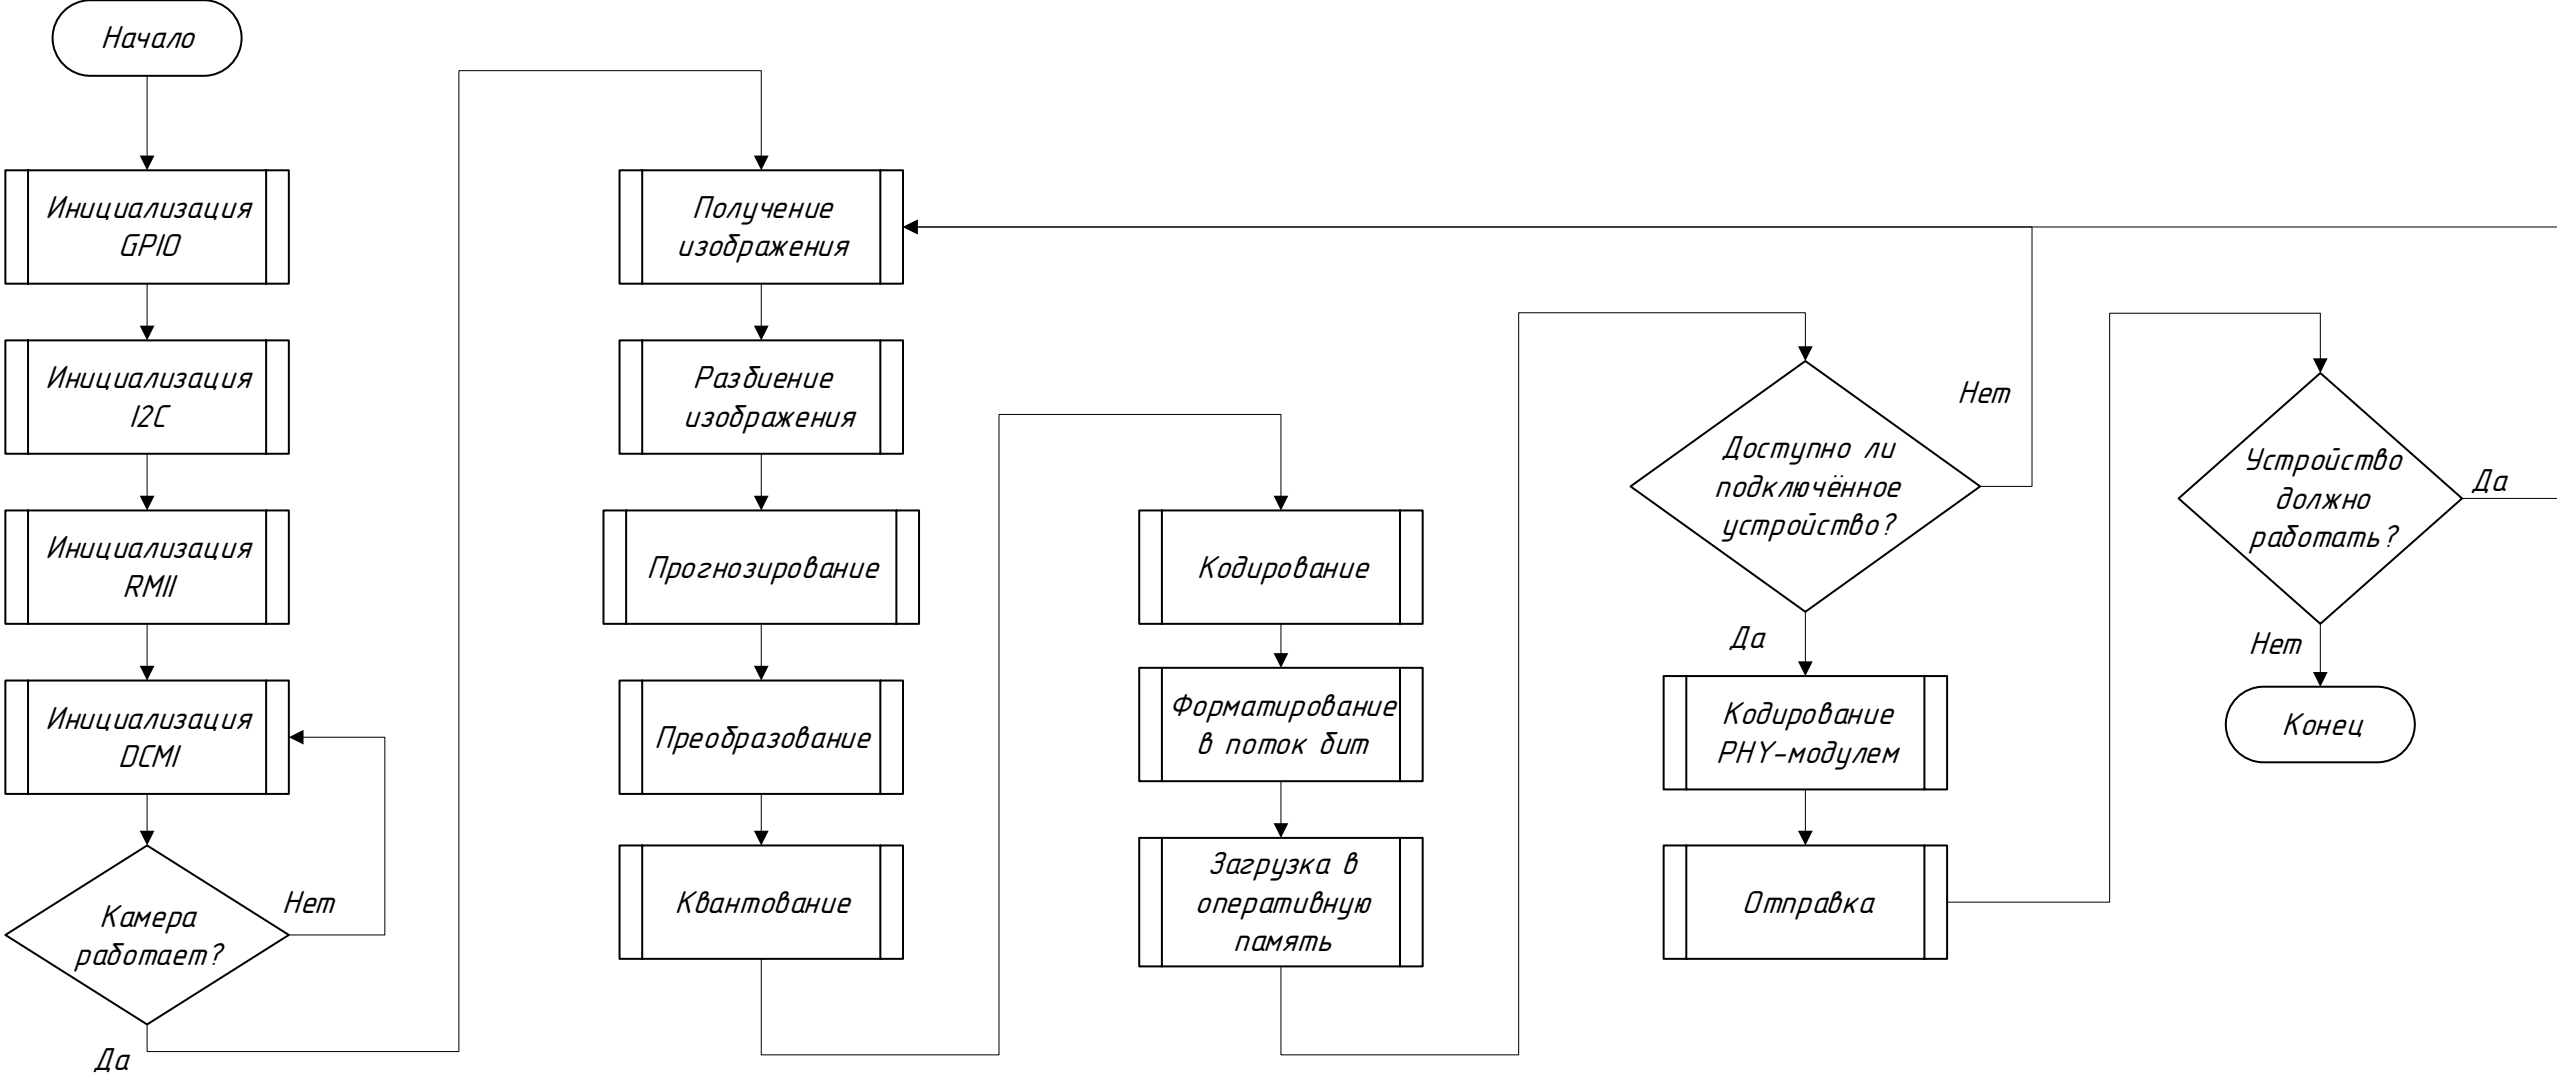 Начало
Инициализация
GPIO
Инициализация
I2C
Инициализация
RMII
Инициализация
DCMI
Камера
работает?
Нет
Да
Получение
изображения
Разбиение
изображения
Прогнозирование
Преобразование
Квантование
Кодирование
Форматирование
в поток бит
Загрузка в
оперативную
память
Доступно ли
подключённое
устройство?
Нет
Да
Кодирование
PHY-модулем
Отправка
Устройство
должно
работать?
Да
Нет
Конец